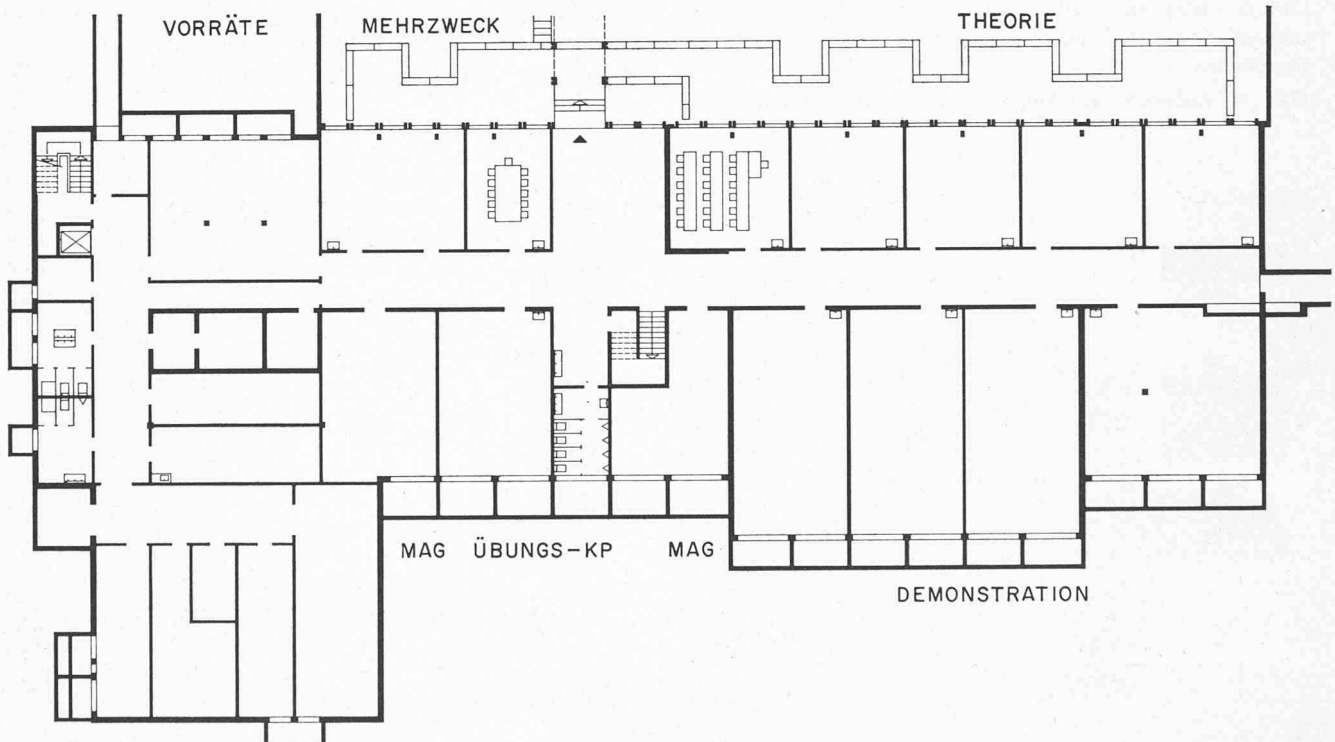 VORRÄTE
MEHRZWECK
THEORIE
MAG
ÜBUNGS-KP
MAG
DEMONSTRATION